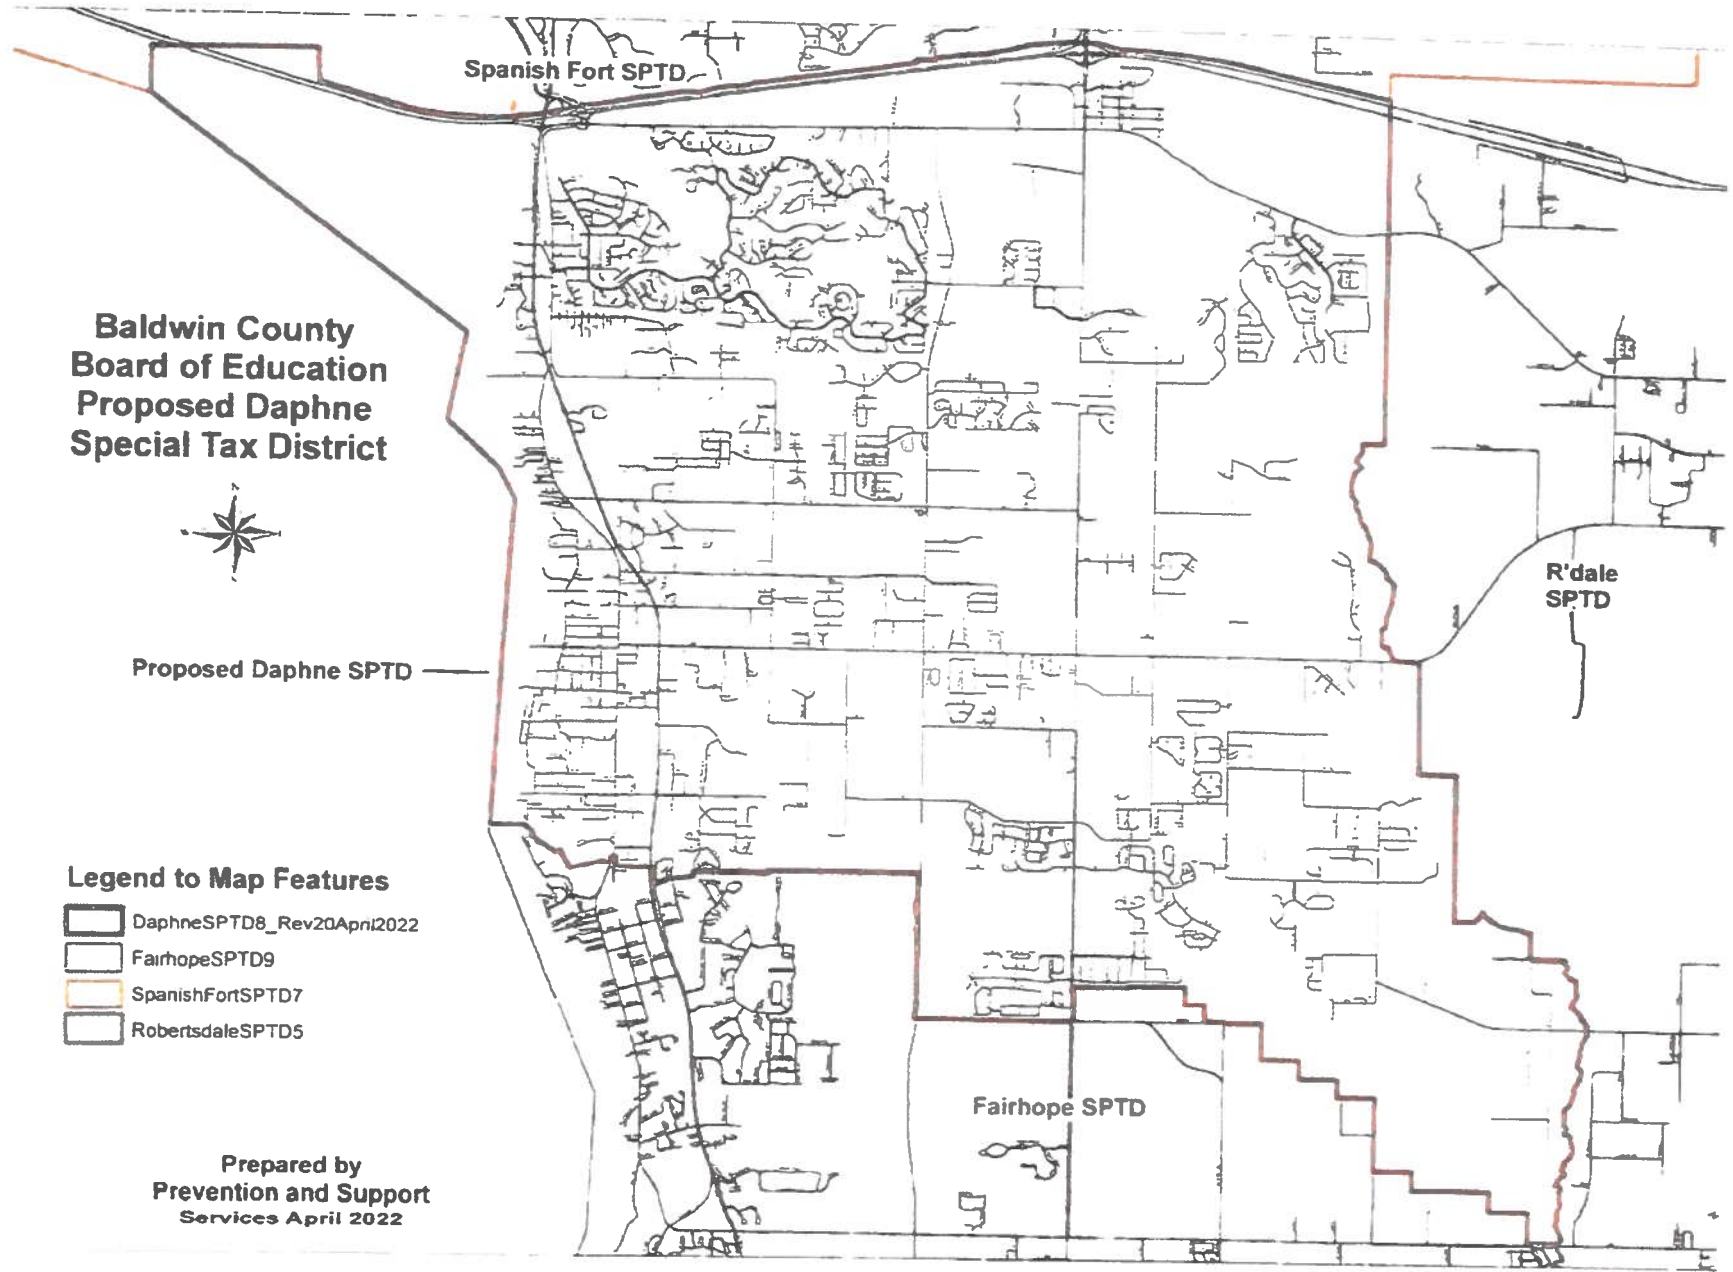 Spanish Fort SPTD
Baldwin County
Board of Education
Proposed Daphne
Special Tax District
R'dale
SPTD
Proposed Daphne SPTD
Legend to Map Features
DaphneSPTD8_Rev20April2022
FairhopeSPTD9
SpanishFortSPTD7
RobertsdaleSPTD5
Fairhope SPTD
Prepared by
Prevention and Support
Services April 2022